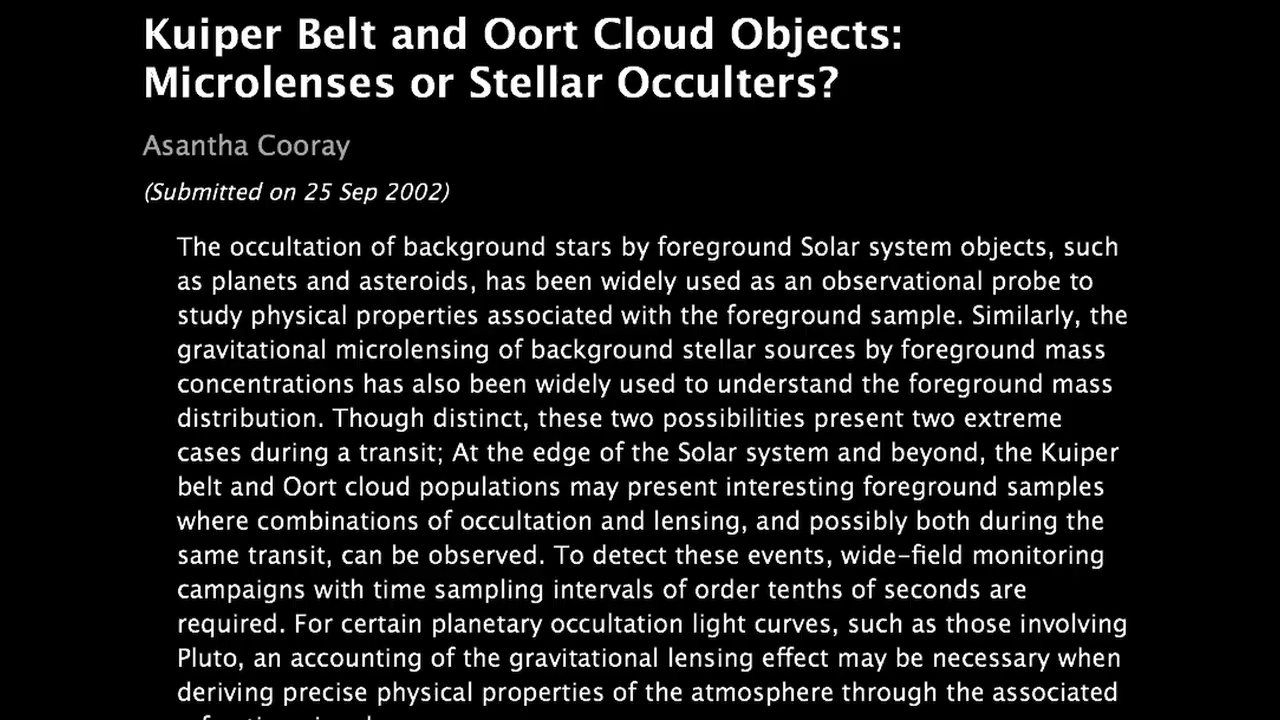 Kuiper Belt and Oort Cloud Objects:
Microlenses or Stellar Occulters?
Asantha Cooray
(Submitted on 25 Sep 2002)
The occultation of background stars by foreground Solar system objects, such
as planets and asteroids, has been widely used as an observational probe to
study physical properties associated with the foreground sample. Similarly, the
gravitational microlensing of background stellar sources by foreground mass
concentrations has also been widely used to understand the foreground mass
distribution. Though distinct, these two possibilities present two extreme
cases during a transit; At the edge of the Solar system and beyond, the Kuiper
belt and Oort cloud populations may present interesting foreground samples
where combinations of occultation and lensing, and possibly both during the
same transit, can be observed. To detect these events, wide-field monitoring
campaigns with time sampling intervals of order tenths of seconds are
required. For certain planetary occultation light curves, such as those involving
Pluto, an accounting of the gravitational lensing effect may be necessary when
deriving precise physical properties of the atmosphere through the associated